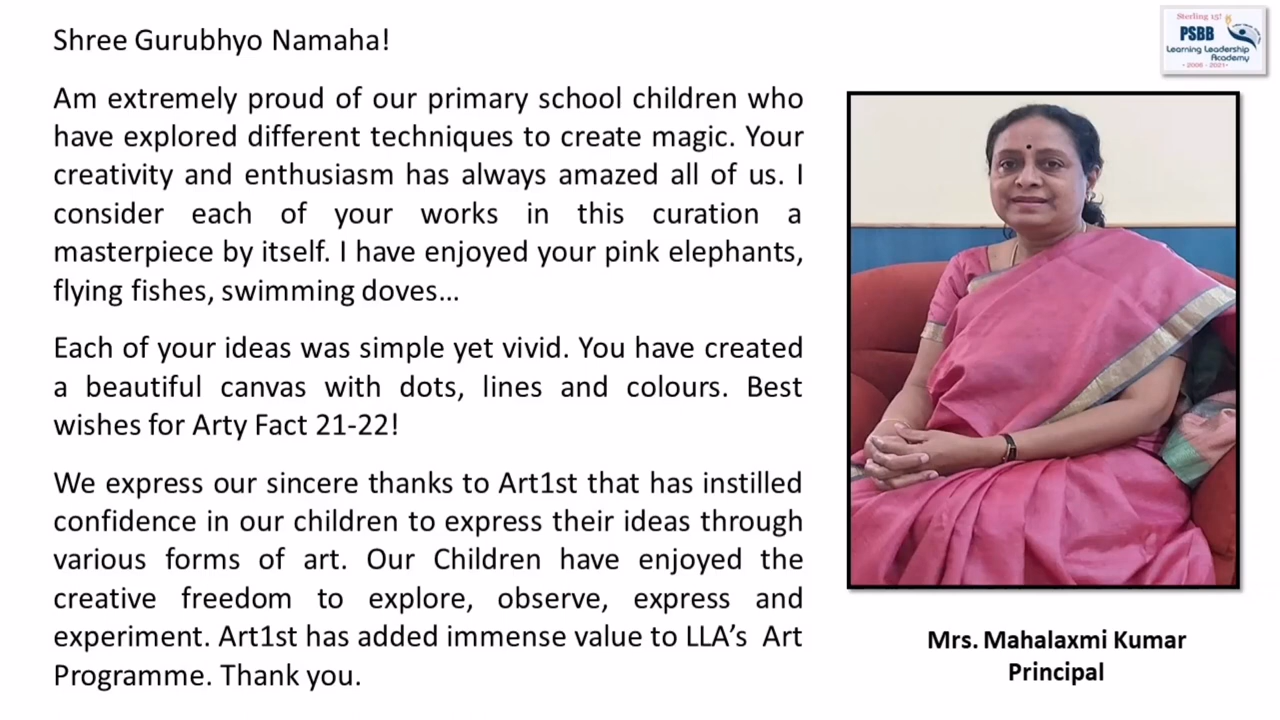 Shree Gurubhyo Namaha!
Am extremely proud of our primary school children who
have explored different techniques to create magic. Your
creativity and enthusiasm has always amazed all of us. I
consider each of your works in this curation a
masterpiece by itself. I have enjoyed your pink elephants,
flying fishes, swimming doves...
Each of your ideas was simple yet vivid. You have created
a beautiful canvas with dots, lines and colours. Best
wishes for Arty Fact 21-22!
We express our sincere thanks to Art1st that has instilled
confidence in our children to express their ideas through
various forms of art. Our Children have enjoyed the
creative freedom to explore, observe, express and
experiment. Art1st has added immense value to LLA’s Art
Programme. Thank you.
Sterling 15!
PSBB
Learning Leadership
Academy
• 2006 - 2021 •
Mrs. Mahalaxmi Kumar
Principal